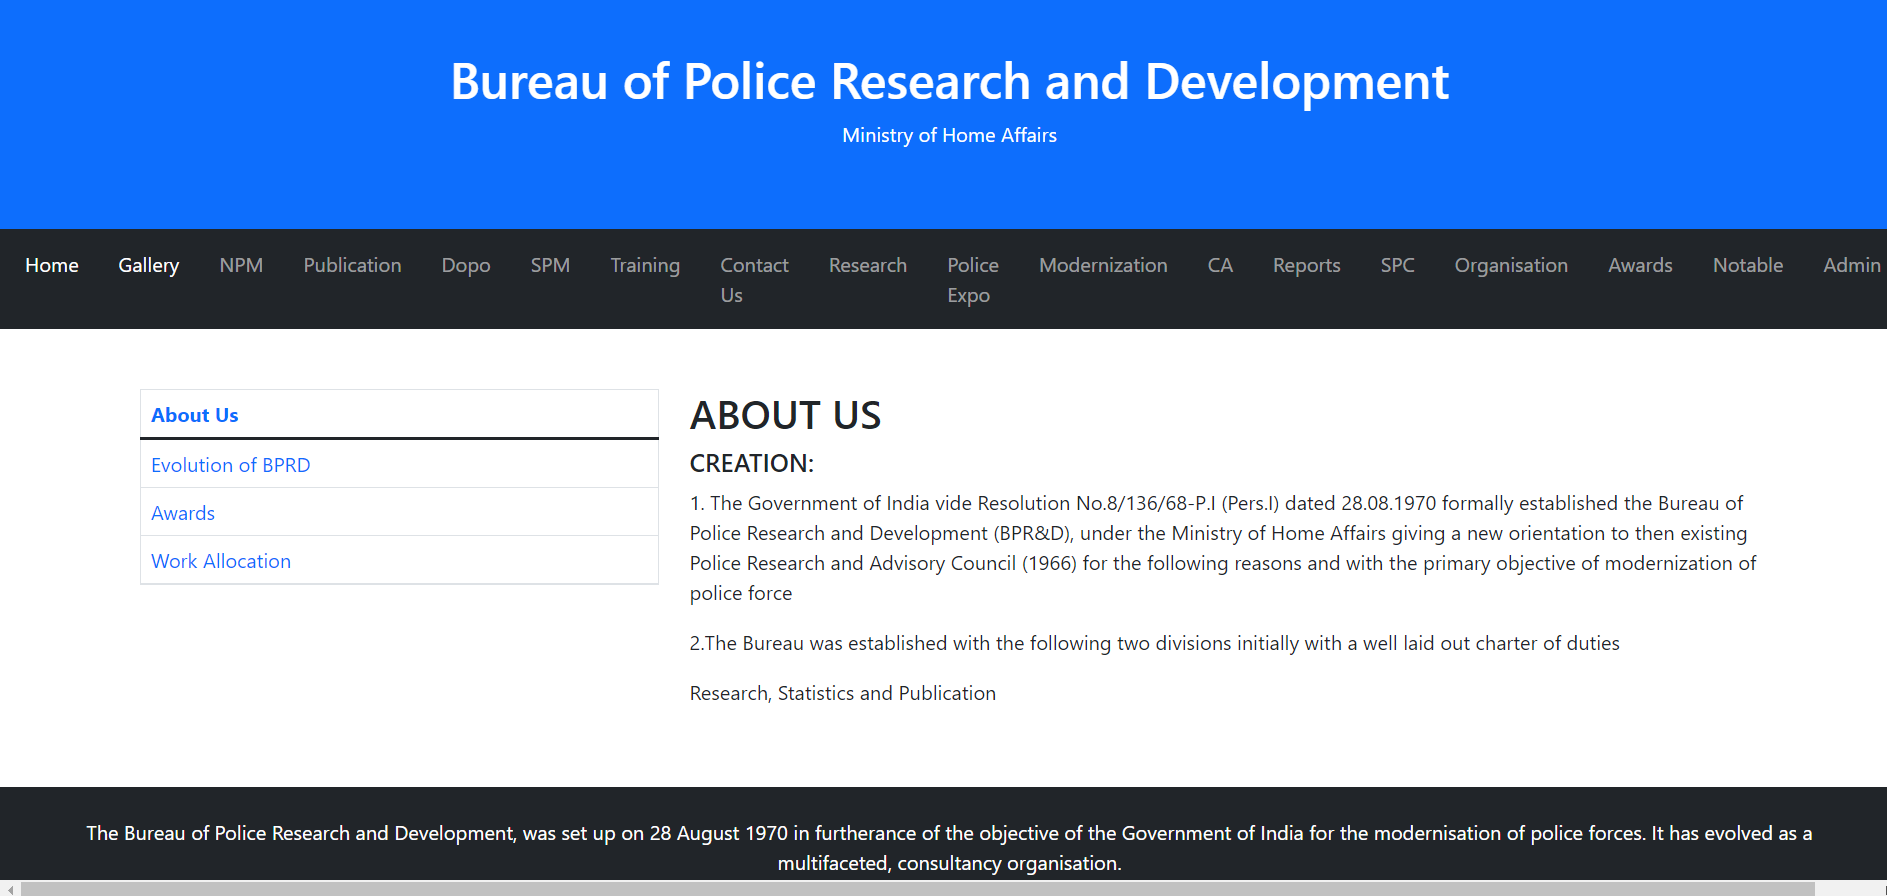 Bureau of Police Research and Development
Ministry of Home Affairs
Home Gallery NPM Publication Dopo SPM Training Contact Us Research Police Expo Modernization CA Reports SPC Organisation Awards Notable Admin
About Us
Evolution of BPRD
Awards
Work Allocation
ABOUT US
CREATION:
1. The Government of India vide Resolution No.8/136/68-P.I (Pers.I) dated 28.08.1970 formally established the Bureau of
Police Research and Development (BPR&D), under the Ministry of Home Affairs giving a new orientation to then existing
Police Research and Advisory Council (1966) for the following reasons and with the primary objective of modernization of
police force
2.The Bureau was established with the following two divisions initially with a well laid out charter of duties
Research, Statistics and Publication
The Bureau of Police Research and Development, was set up on 28 August 1970 in furtherance of the objective of the Government of India for the modernisation of police forces. It has evolved as a
multifaceted, consultancy organisation.